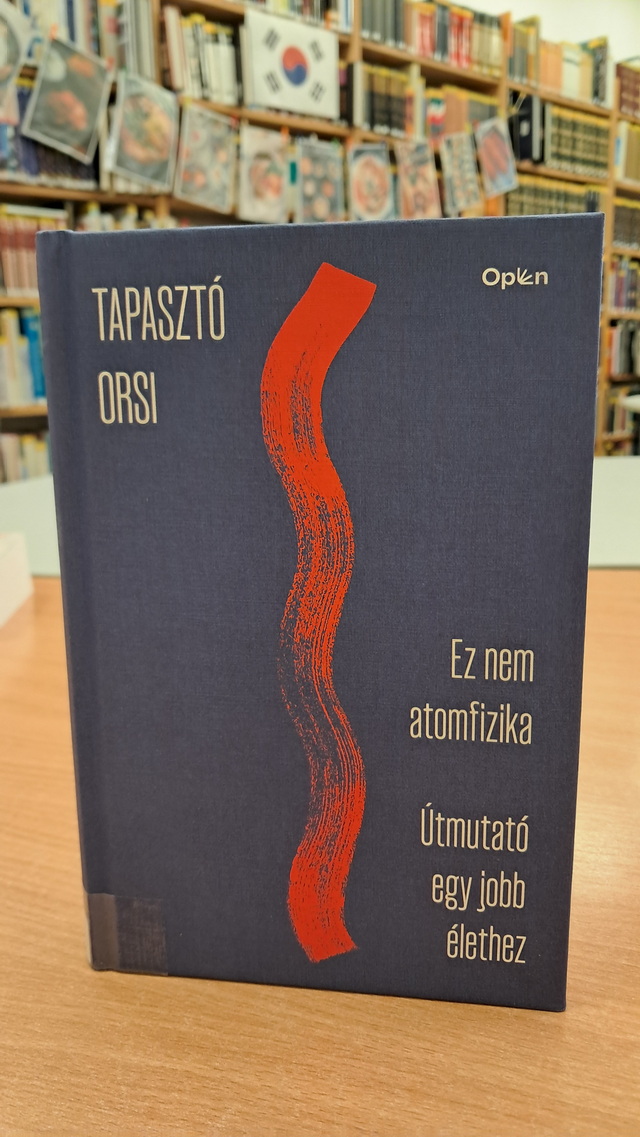 TAPASZTÓ
ORSI
Open
Ez nem
atomfizika
Útmutató
egy jobb
élethez